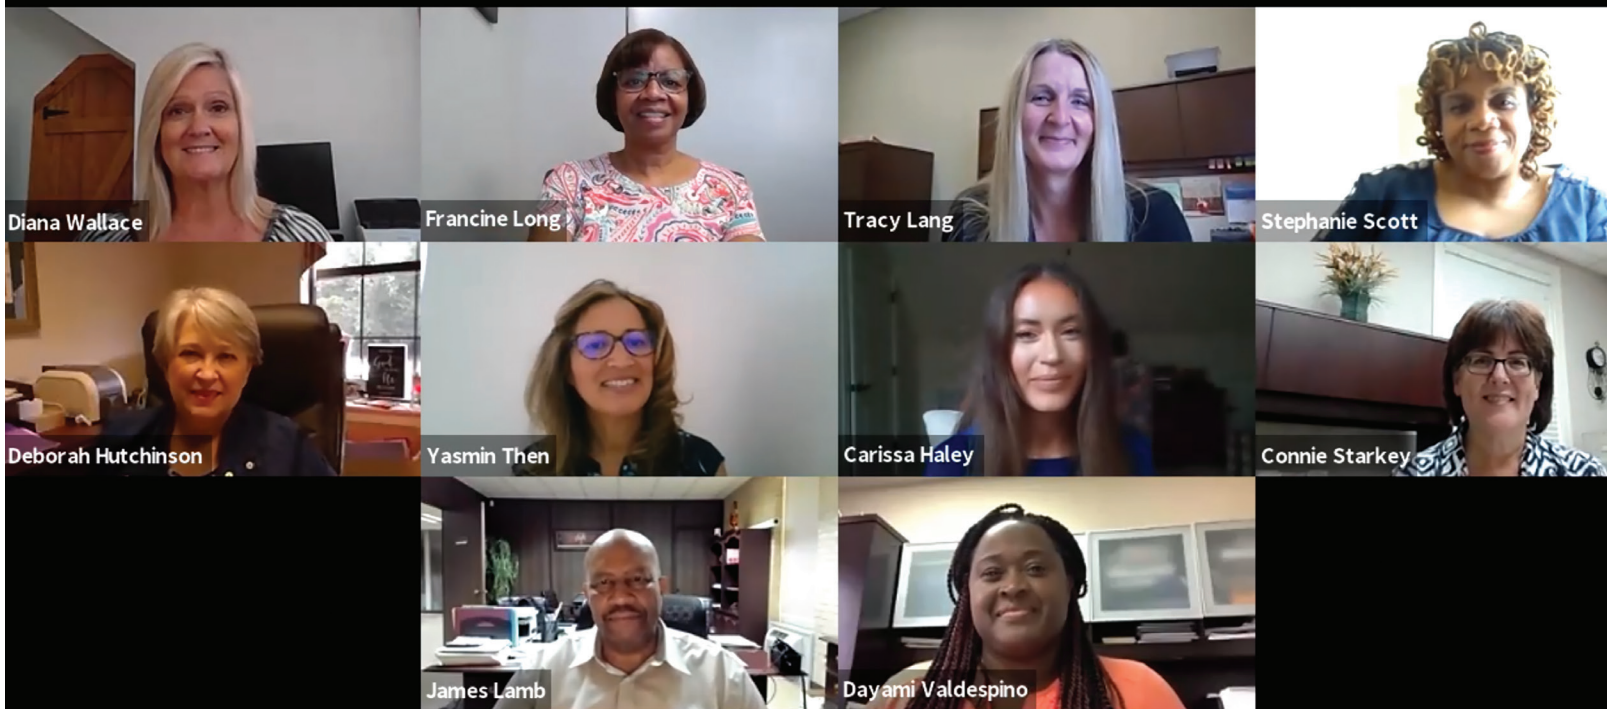 Diana Wallace
Francine Long
Tracy Lang
Stephanie Scott
God
Deborah Hutchinson
Yasmin Then
Carissa Haley
Connie Starkey
James Lamb
Dayami Valdespino